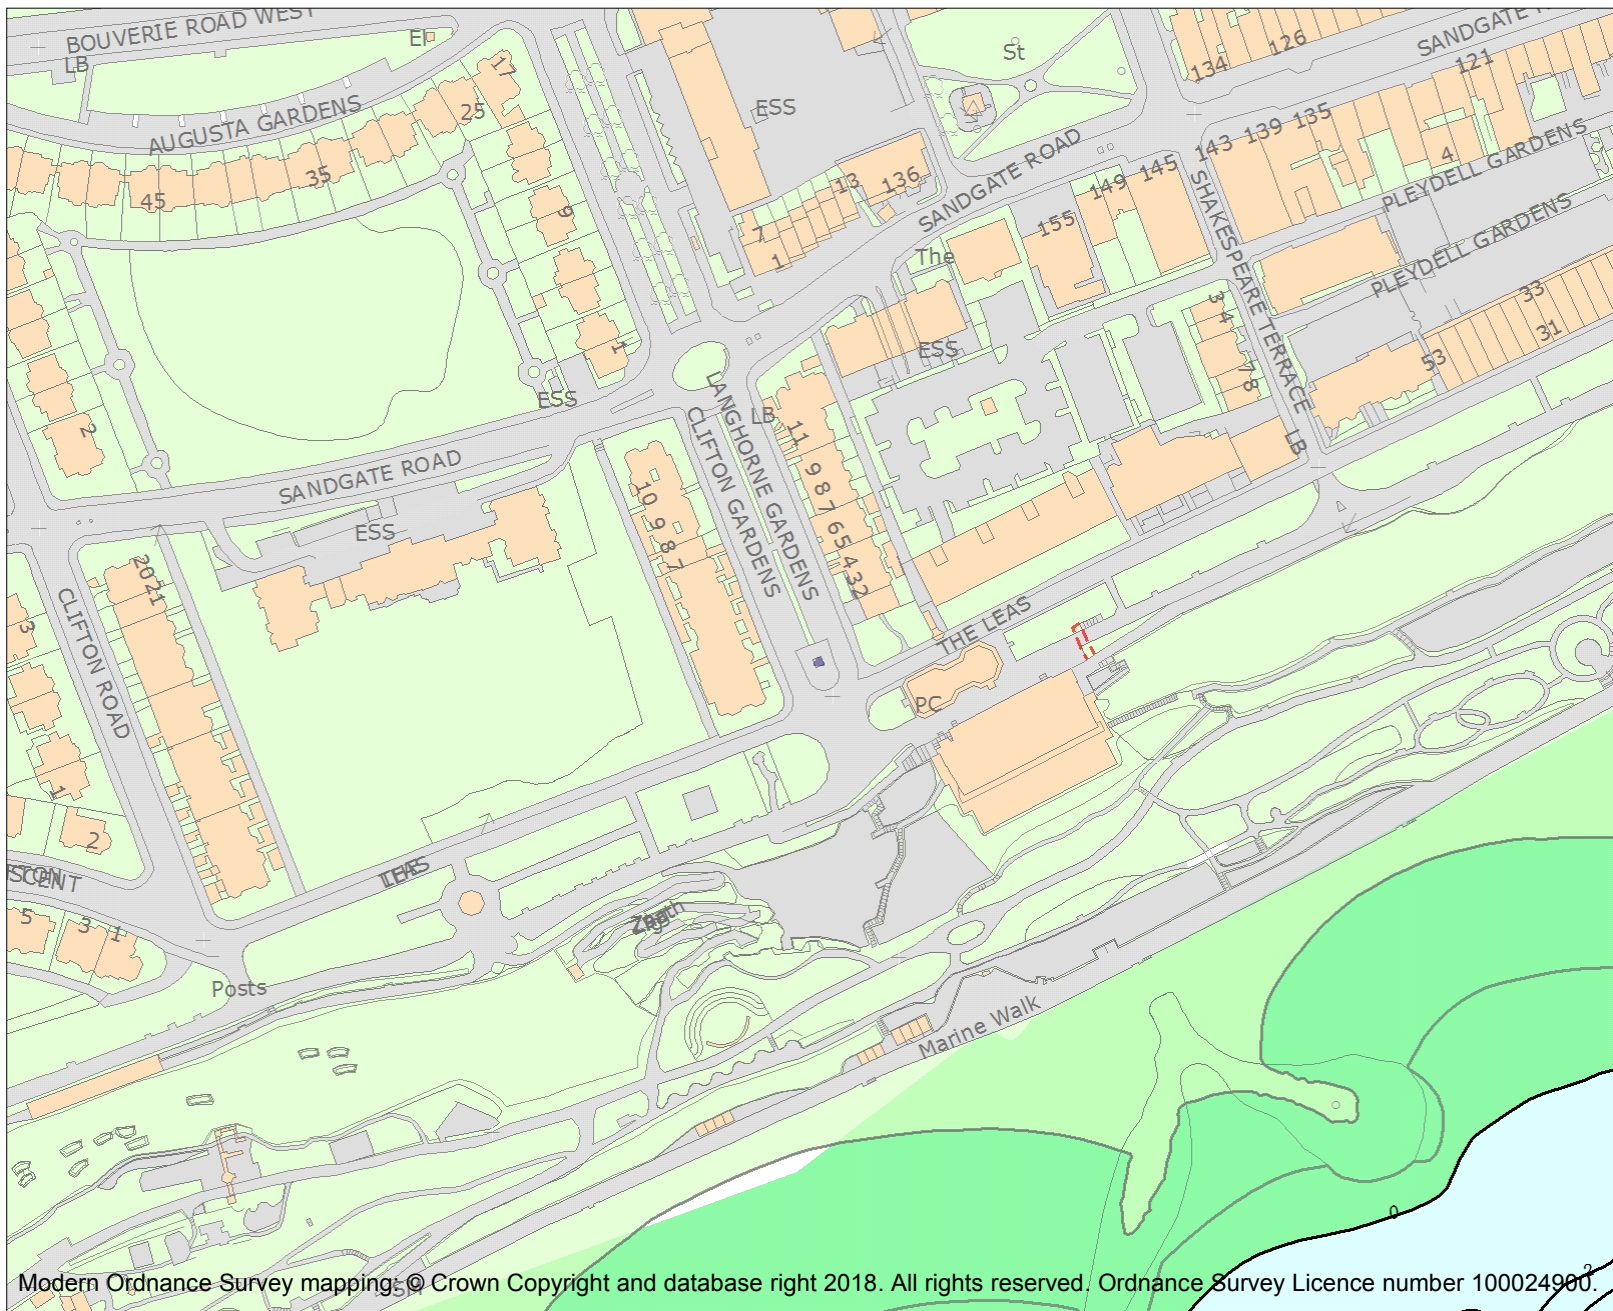 BOUVERIE ROAD WEST
LB
El
17
25
AUGUSTA GARDENS
35
45
9
1
ESS
St
134
126
SANDGATE R
121
143
139
135
4
PLEYDELL GARDENS
PLEYDELL GARDENS
SANDGATE ROAD
13
136
7
1
149
145
155
The
SHAKESPEARE TERRACE
3
4
7
8
33
31
53
LB
ESS
ESS
2
SANDGATE ROAD
LANGHORNE GARDENS
CLIFTON GARDENS
LB
11
9
8
7
6
5
4
3
2
10
9
8
7
ESS
20
21
CLIFTON ROAD
3
1
2
THE LEAS
PC
LEAS
SCENT
5
3
1
Posts
Zig
Path
Marine Walk
0
2
Modern Ordnance Survey mapping: © Crown Copyright and database right 2018. All rights reserved. Ordnance Survey Licence number 100024900.